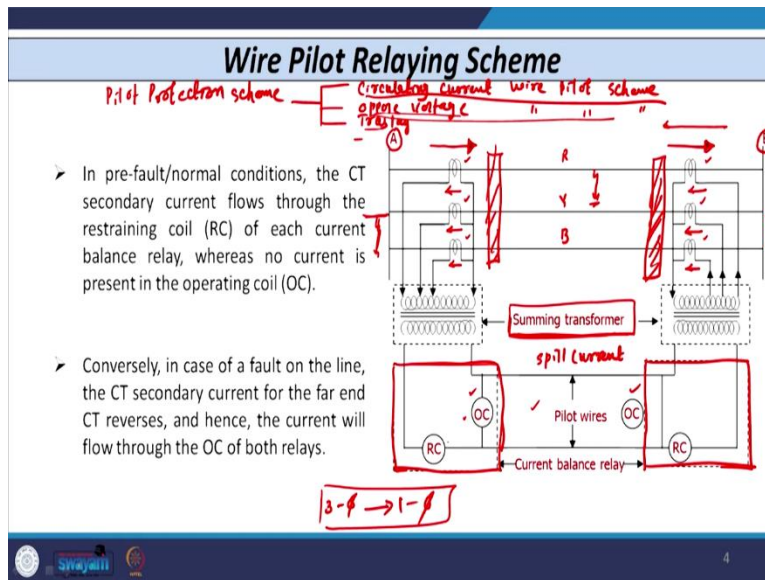 Wire Pilot Relaying Scheme
Pilot Protection scheme
Circulating current wire pilot scheme
oppose voltage " " "
A
R
Y
B
➢ In pre-fault/normal conditions, the CT
secondary current flows through the
restraining coil (RC) of each current
balance relay, whereas no current is
present in the operating coil (OC).
Summing transformer
spill current
➢ Conversely, in case of a fault on the line,
the CT secondary current for the far end
CT reverses, and hence, the current will
flow through the OC of both relays.
OC
Pilot wires
OC
RC
RC
Current balance relay
3-φ → 1-φ
swayam
4